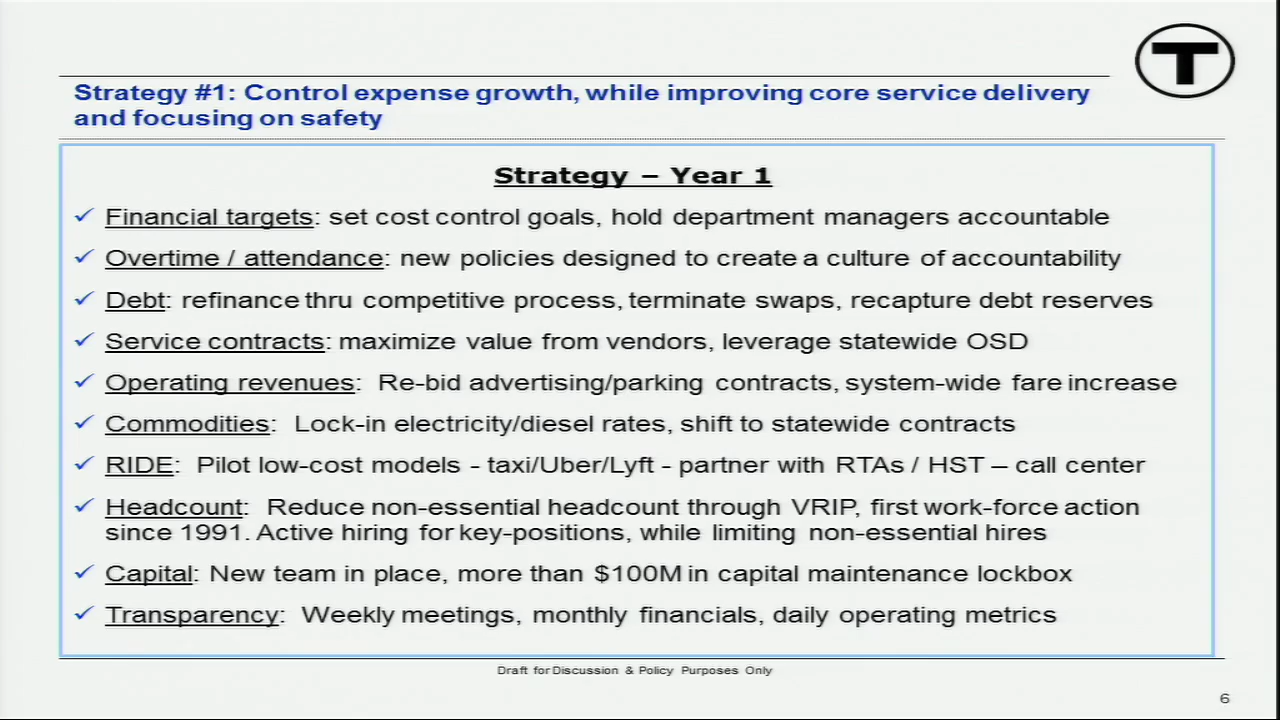 T
Strategy #1: Control expense growth, while improving core service delivery
and focusing on safety
Strategy – Year 1
✓ Financial targets: set cost control goals, hold department managers accountable
✓ Overtime / attendance: new policies designed to create a culture of accountability
✓ Debt: refinance thru competitive process, terminate swaps, recapture debt reserves
✓ Service contracts: maximize value from vendors, leverage statewide OSD
✓ Operating revenues: Re-bid advertising/parking contracts, system-wide fare increase
✓ Commodities: Lock-in electricity/diesel rates, shift to statewide contracts
✓ RIDE: Pilot low-cost models - taxi/Uber/Lyft - partner with RTAs / HST – call center
✓ Headcount: Reduce non-essential headcount through VRIP, first work-force action
since 1991. Active hiring for key-positions, while limiting non-essential hires
✓ Capital: New team in place, more than $100M in capital maintenance lockbox
✓ Transparency: Weekly meetings, monthly financials, daily operating metrics
Draft for Discussion & Policy Purposes Only
6